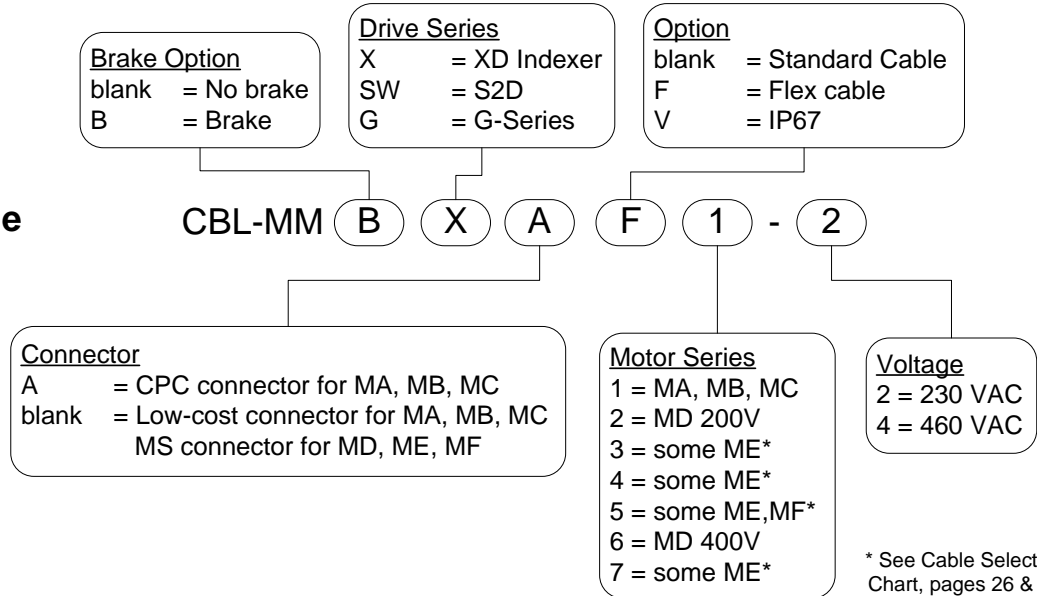 Brake Option
blank = No brake
B = Brake
Drive Series
X = XD Indexer
SW = S2D
G = G-Series
Option
blank = Standard Cable
F = Flex cable
V = IP67
e CBL-MM B X A F 1 - 2
Connector
A = CPC connector for MA, MB, MC
blank = Low-cost connector for MA, MB, MC
MS connector for MD, ME, MF
Motor Series
1 = MA, MB, MC
2 = MD 200V
3 = some ME*
4 = some ME*
5 = some ME,MF*
6 = MD 400V
7 = some ME*
Voltage
2 = 230 VAC
4 = 460 VAC
* See Cable Select
Chart, pages 26 &